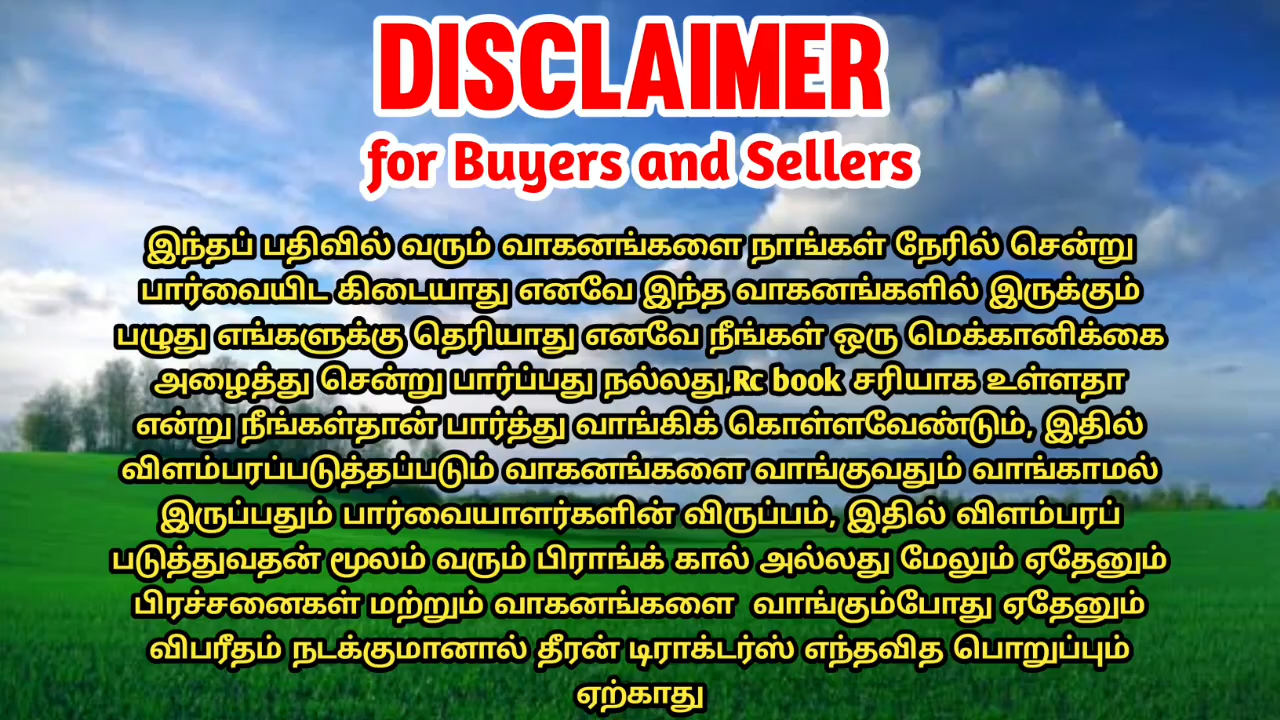 DISCLAIMER
for Buyers and Sellers
இந்தப் பதிவில் வரும் வாகனங்களை நாங்கள் நேரில் சென்று
பார்வையிட கிடையாது எனவே இந்த வாகனங்களில் இருக்கும்
பழுது எங்களுக்கு தெரியாது எனவே நீங்கள் ஒரு மெக்கானிக்கை
அழைத்து சென்று பார்ப்பது நல்லது,Rc book சரியாக உள்ளதா
என்று நீங்கள்தான் பார்த்து வாங்கிக் கொள்ளவேண்டும், இதில்
விளம்பரப்படுத்தப்படும் வாகனங்களை வாங்குவதும் வாங்காமல்
இருப்பதும் பார்வையாளர்களின் விருப்பம், இதில் விளம்பரப்
படுத்துவதன் மூலம் வரும் பிராங்க் கால் அல்லது மேலும் ஏதேனும்
பிரச்சனைகள் மற்றும் வாகனங்களை வாங்கும்போது ஏதேனும்
விபரீதம் நடக்குமானால் தீரன் டிராக்டர்ஸ் எந்தவித பொறுப்பும்
ஏற்காது